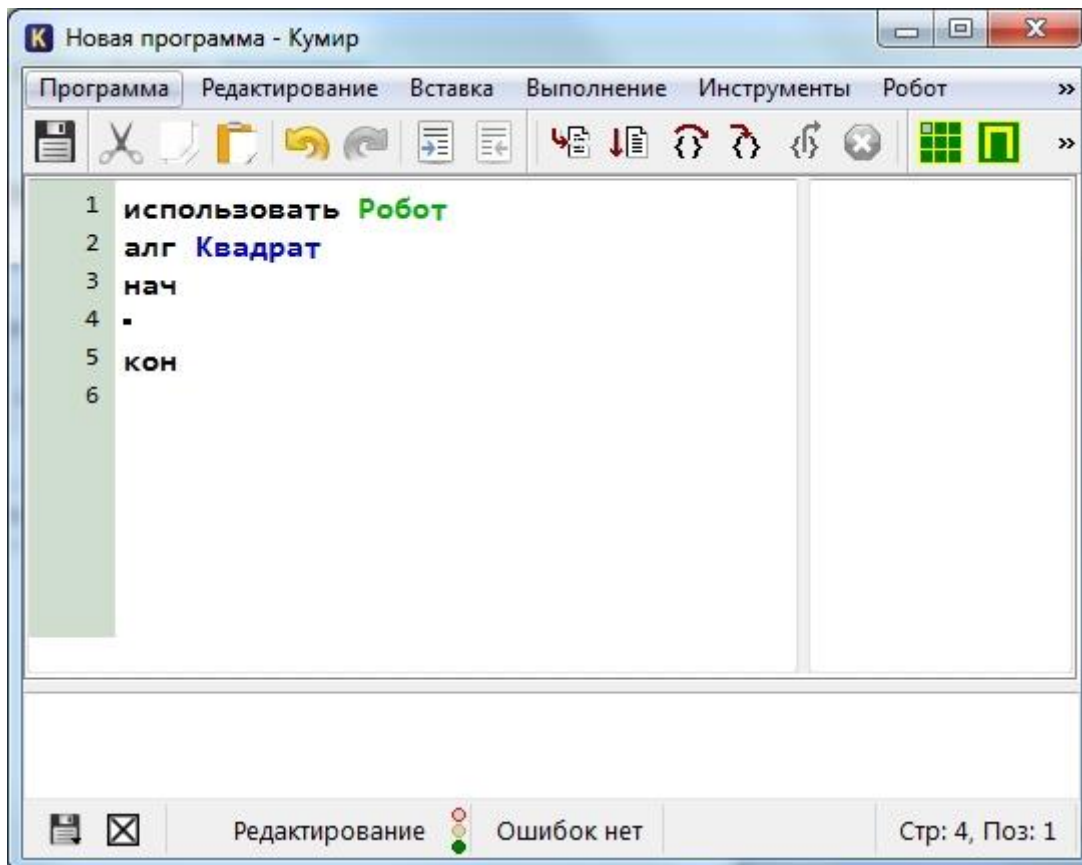 Новая программа - Кумир
Программа Редактирование Вставка Выполнение Инструменты Робот »
»
1 использовать Робот
2 алг Квадрат
3 нач
4 ▪
5 кон
6
Редактирование Ошибок нет Стр: 4, Поз: 1